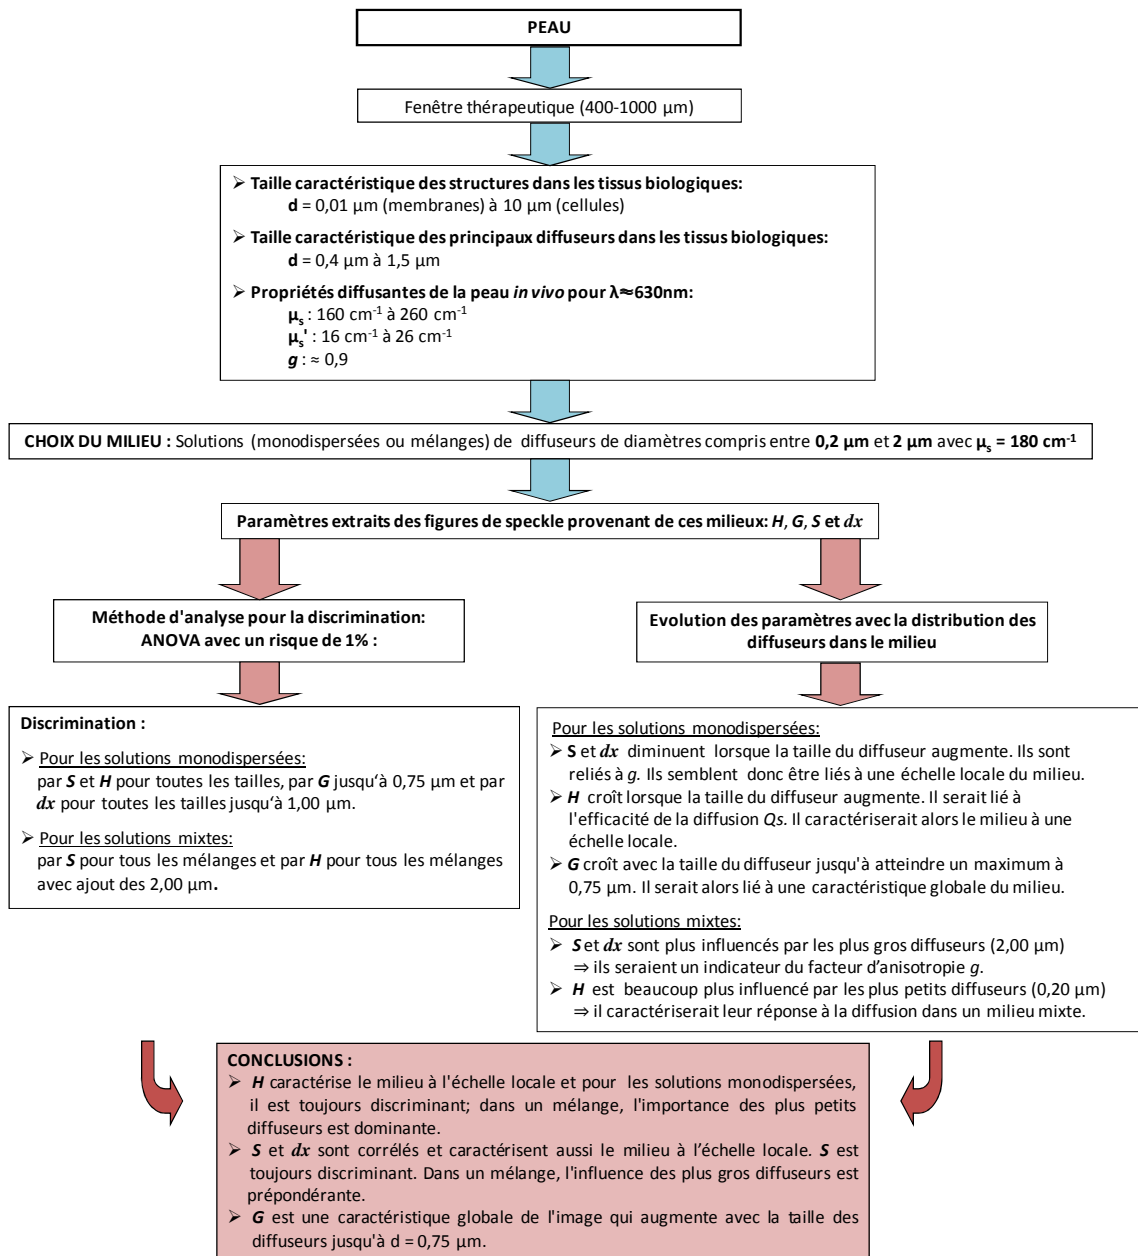 PEAU
Fenêtre thérapeutique (400-1000 µm)
➢ Taille caractéristique des structures dans les tissus biologiques:
d = 0,01 µm (membranes) à 10 µm (cellules)
➢ Taille caractéristique des principaux diffuseurs dans les tissus biologiques:
d = 0,4 µm à 1,5 µm
➢ Propriétés diffusantes de la peau in vivo pour λ≈630nm:
µs : 160 cm⁻¹ à 260 cm⁻¹
µs' : 16 cm⁻¹ à 26 cm⁻¹
g : ≈ 0,9
CHOIX DU MILIEU : Solutions (monodispersées ou mélanges) de diffuseurs de diamètres compris entre 0,2 µm et 2 µm avec µs = 180 cm⁻¹
Paramètres extraits des figures de speckle provenant de ces milieux: H, G, S et dx
Méthode d'analyse pour la discrimination:
ANOVA avec un risque de 1% :
Discrimination :
➢ Pour les solutions monodispersées:
par S et H pour toutes les tailles, par G jusqu'à 0,75 µm et par
dx pour toutes les tailles jusqu'à 1,00 µm.
➢ Pour les solutions mixtes:
par S pour tous les mélanges et par H pour tous les mélanges
avec ajout des 2,00 µm.
Evolution des paramètres avec la distribution des
diffuseurs dans le milieu
Pour les solutions monodispersées:
➢ S et dx diminuent lorsque la taille du diffuseur augmente. Ils sont
reliés à g. Ils semblent donc être liés à une échelle locale du milieu.
➢ H croît lorsque la taille du diffuseur augmente. Il serait lié à
l'efficacité de la diffusion Qs. Il caractériserait alors le milieu à une
échelle locale.
➢ G croît avec la taille du diffuseur jusqu'à atteindre un maximum à
0,75 µm. Il serait alors lié à une caractéristique globale du milieu.
Pour les solutions mixtes:
➢ S et dx sont plus influencés par les plus gros diffuseurs (2,00 µm)
⇒ ils seraient un indicateur du facteur d'anisotropie g.
➢ H est beaucoup plus influencé par les plus petits diffuseurs (0,20 µm)
⇒ il caractériserait leur réponse à la diffusion dans un milieu mixte.
CONCLUSIONS :
➢ H caractérise le milieu à l'échelle locale et pour les solutions monodispersées,
il est toujours discriminant; dans un mélange, l'importance des plus petits
diffuseurs est dominante.
➢ S et dx sont corrélés et caractérisent aussi le milieu à l'échelle locale. S est
toujours discriminant. Dans un mélange, l'influence des plus gros diffuseurs est
prépondérante.
➢ G est une caractéristique globale de l'image qui augmente avec la taille des
diffuseurs jusqu'à d = 0,75 µm.